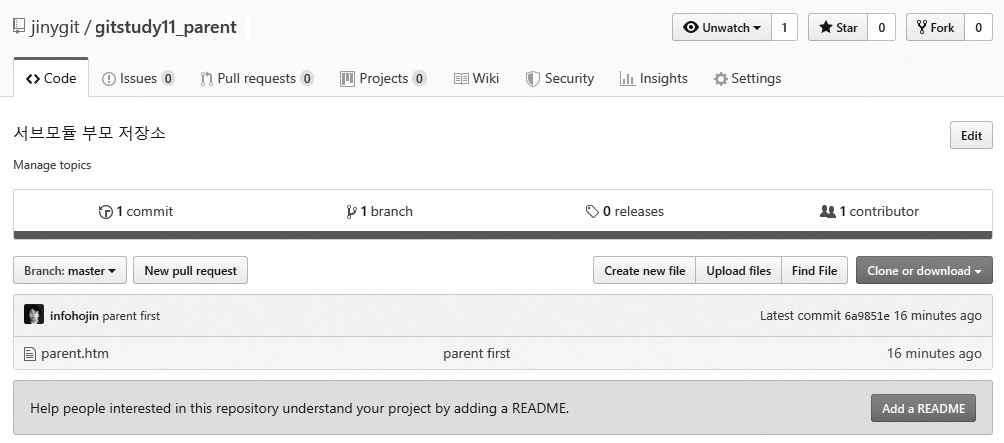 jinygit / gitstudy11_parent Unwatch 1 Star 0 Fork 0
Code Issues 0 Pull requests 0 Projects 0 Wiki Security Insights Settings
서브모듈 부모 저장소 Edit
Manage topics
1 commit 1 branch 0 releases 1 contributor
Branch: master New pull request Create new file Upload files Find File Clone or download
infohojin parent first Latest commit 6a9851e 16 minutes ago
parent.htm parent first 16 minutes ago
Help people interested in this repository understand your project by adding a README. Add a README